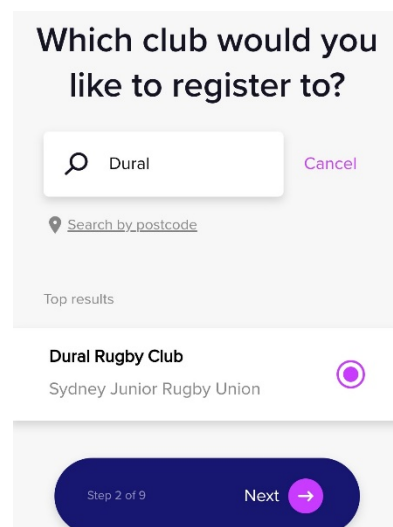 Which club would you
like to register to?
Dural
Cancel
Search by postcode
Top results
Dural Rugby Club
Sydney Junior Rugby Union
Step 2 of 9
Next